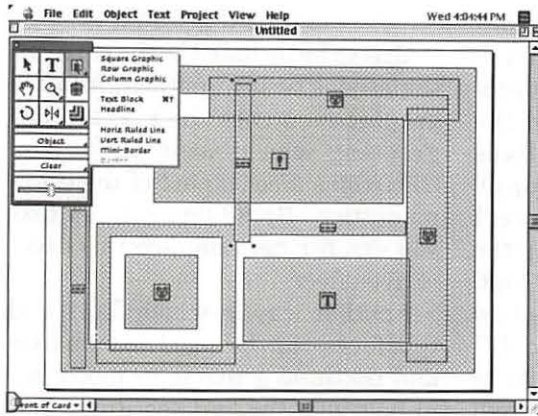 File Edit Object Text Project View Help
Wed 4:04:44 PM
Untitled
T
Square Graphic
Row Graphic
Column Graphic
Text Block ⌘T
Headline
Horiz Ruled Line
Vert Ruled Line
Mini-Border
Object
Clear
T
Front of Card